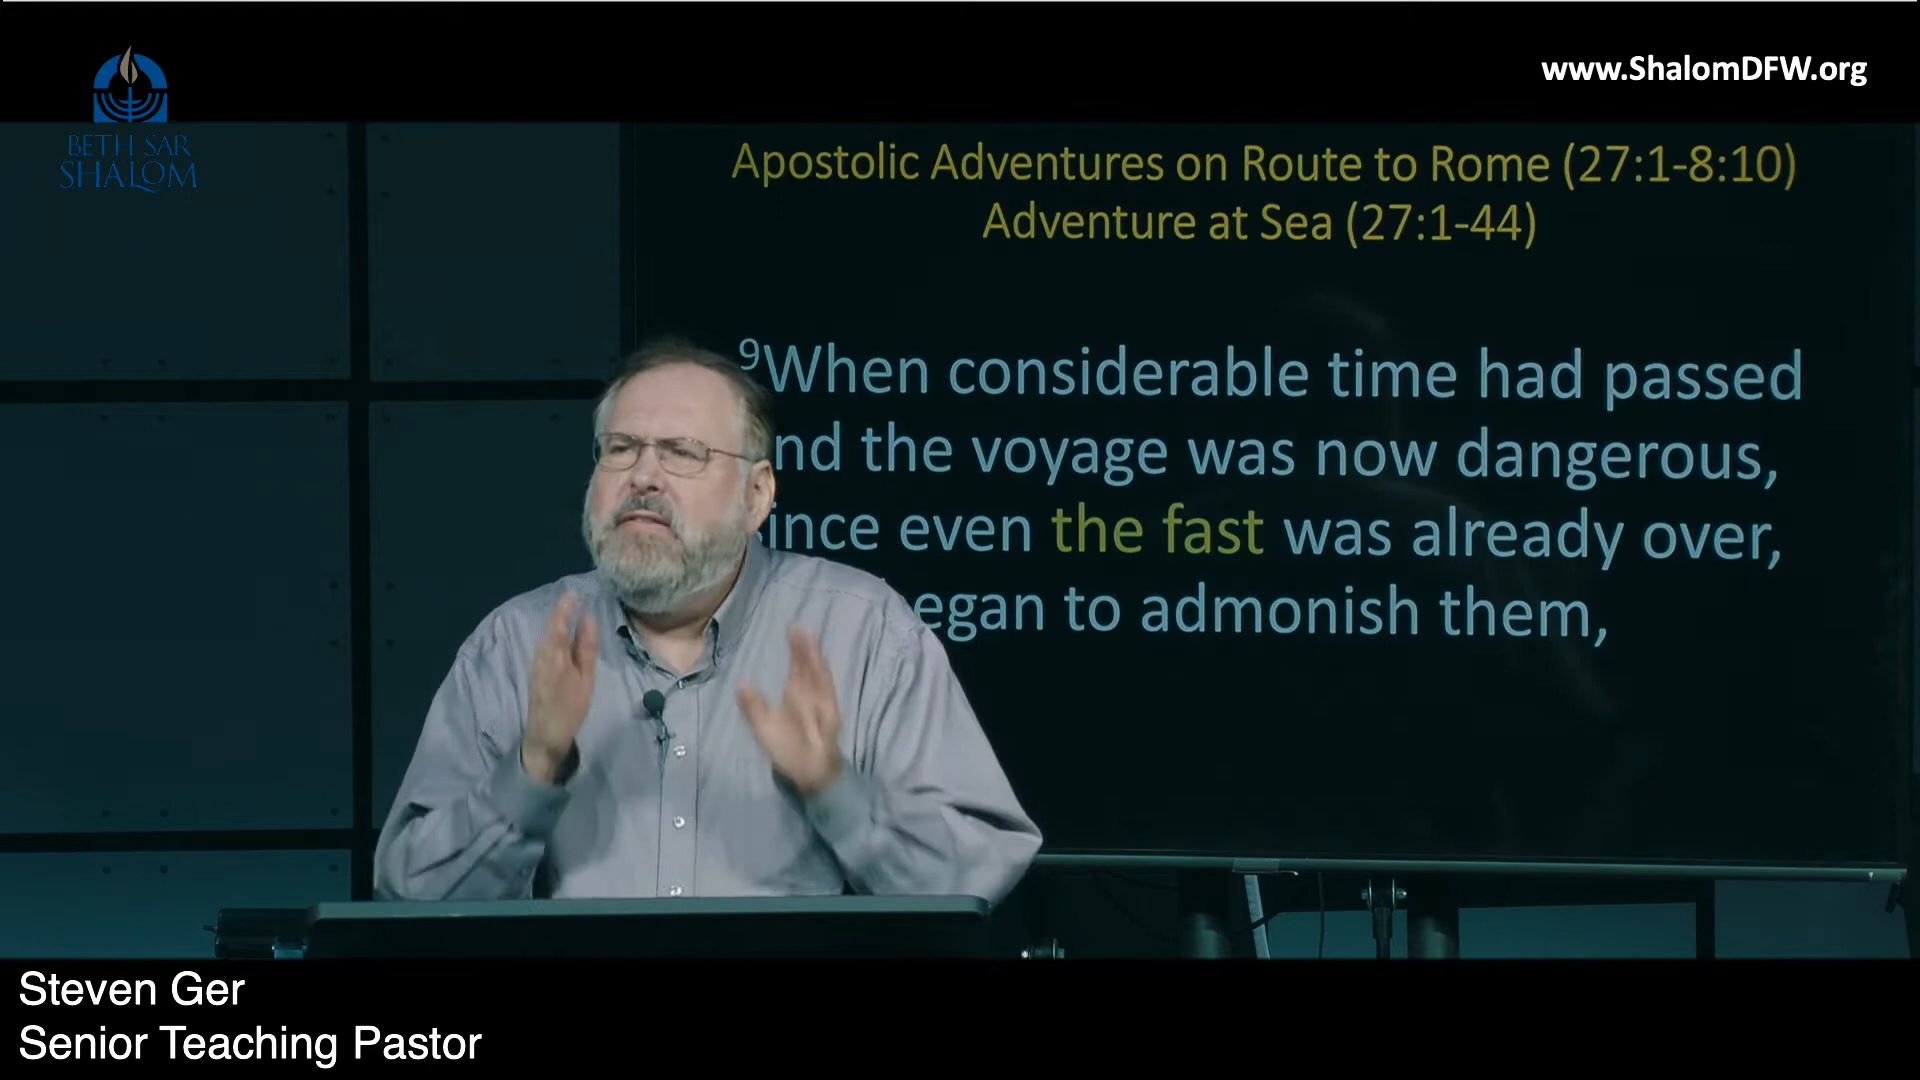 BETH SAR
SHALOM
www.ShalomDFW.org
Apostolic Adventures on Route to Rome (27:1-8:10)
Adventure at Sea (27:1-44)
9When considerable time had passed
nd the voyage was now dangerous,
ince even the fast was already over,
egan to admonish them,
Steven Ger
Senior Teaching Pastor